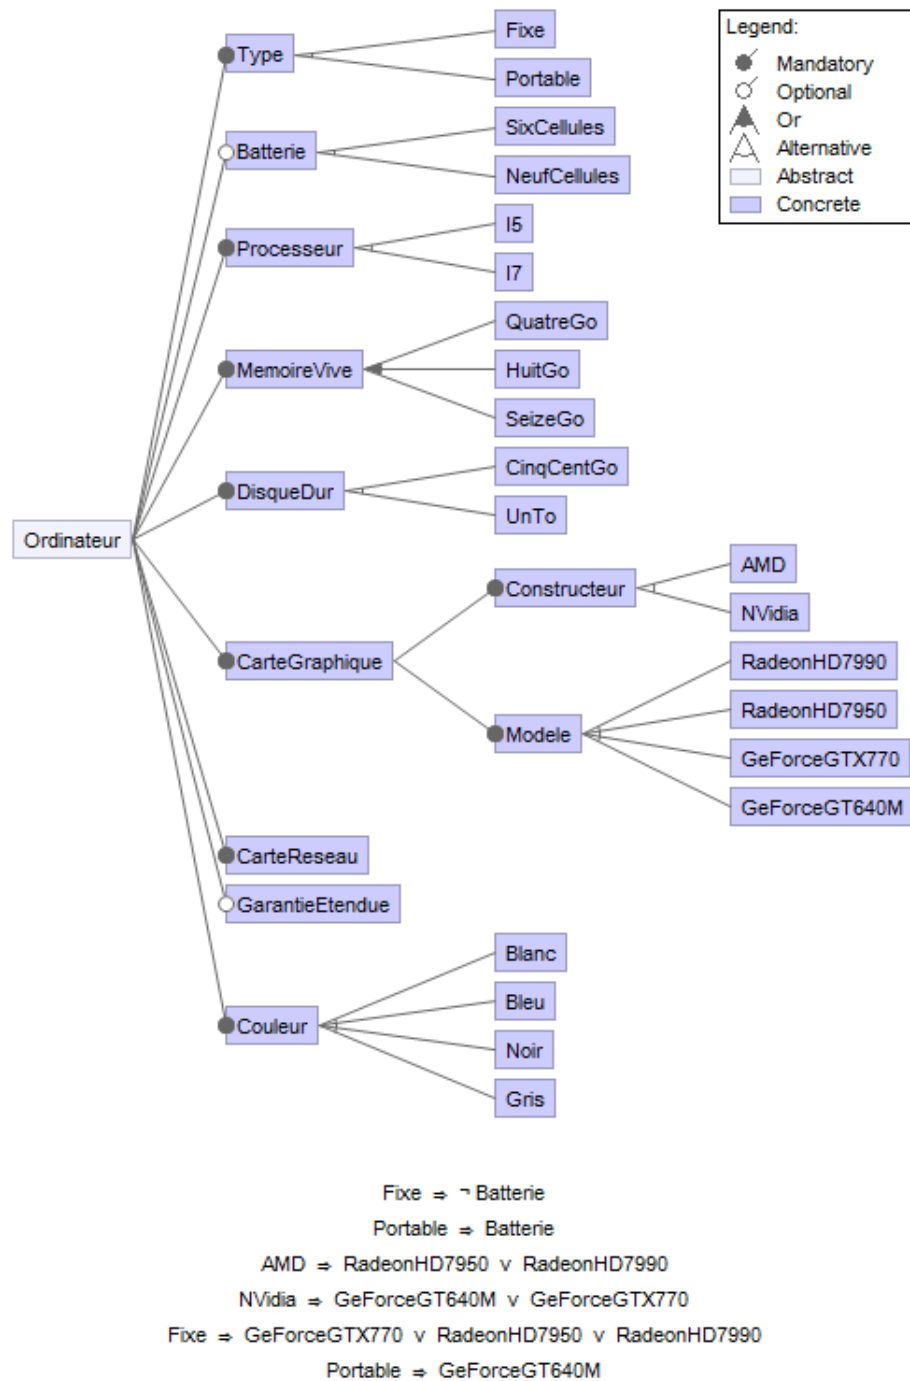 Legend:
Mandatory
Optional
Or
Alternative
Abstract
Concrete
Ordinateur
Type
Fixe
Portable
Batterie
SixCellules
NeufCellules
Processeur
I5
I7
MemoireVive
QuatreGo
HuitGo
SeizeGo
DisqueDur
CinqCentGo
UnTo
CarteGraphique
Constructeur
AMD
NVidia
Modele
RadeonHD7990
RadeonHD7950
GeForceGTX770
GeForceGT640M
CarteReseau
GarantieEtendue
Couleur
Blanc
Bleu
Noir
Gris
Fixe ⇒ ¬ Batterie
Portable ⇒ Batterie
AMD ⇒ RadeonHD7950 ∨ RadeonHD7990
NVidia ⇒ GeForceGT640M ∨ GeForceGTX770
Fixe ⇒ GeForceGTX770 ∨ RadeonHD7950 ∨ RadeonHD7990
Portable ⇒ GeForceGT640M